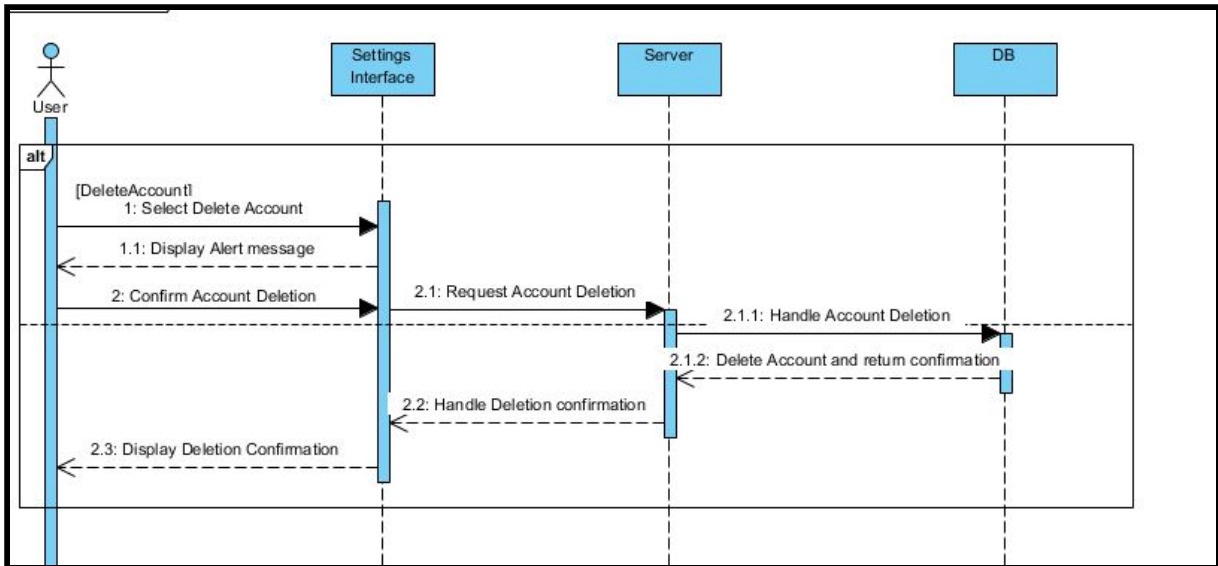 Settings
Interface
Server
DB
User
alt
[DeleteAccount]
1: Select Delete Account
1.1: Display Alert message
2: Confirm Account Deletion
2.1: Request Account Deletion
2.1.1: Handle Account Deletion
2.1.2: Delete Account and return confirmation
2.2: Handle Deletion confirmation
2.3: Display Deletion Confirmation